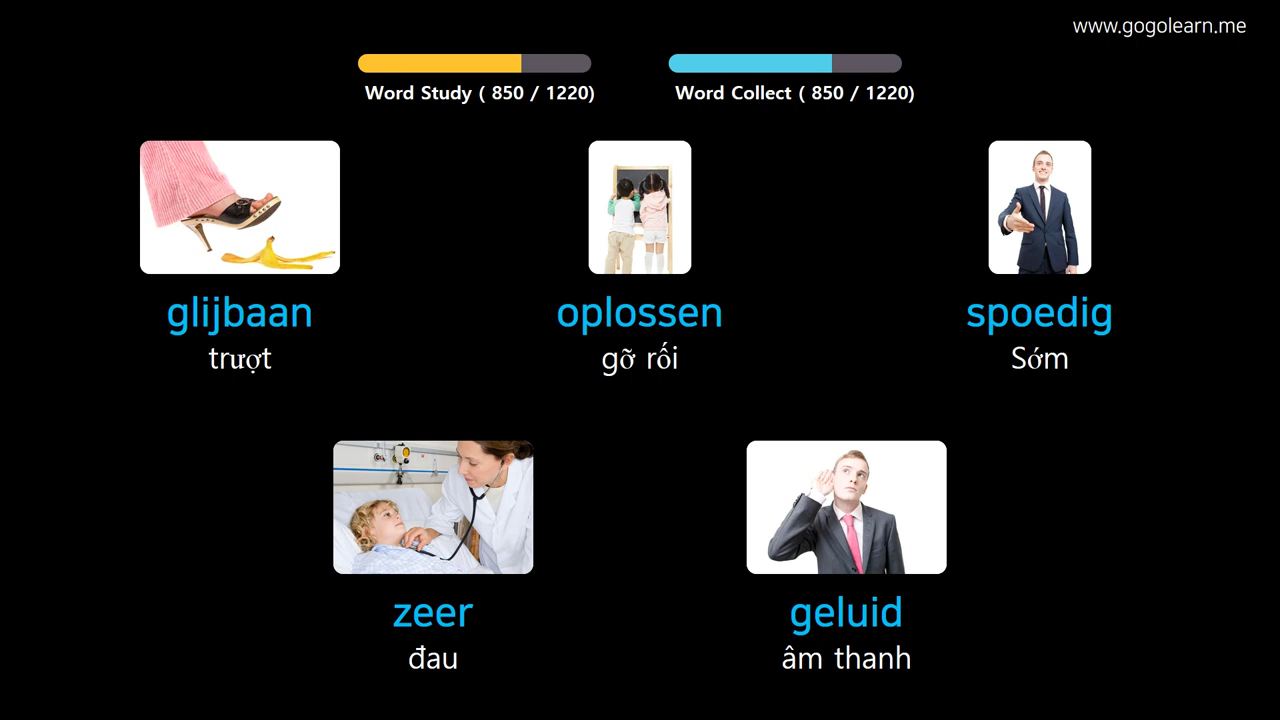 www.gogolearn.me
Word Study ( 850 / 1220)
Word Collect ( 850 / 1220)
glijbaan
trượt
oplossen
gỡ rối
spoedig
Sớm
zeer
đau
geluid
âm thanh